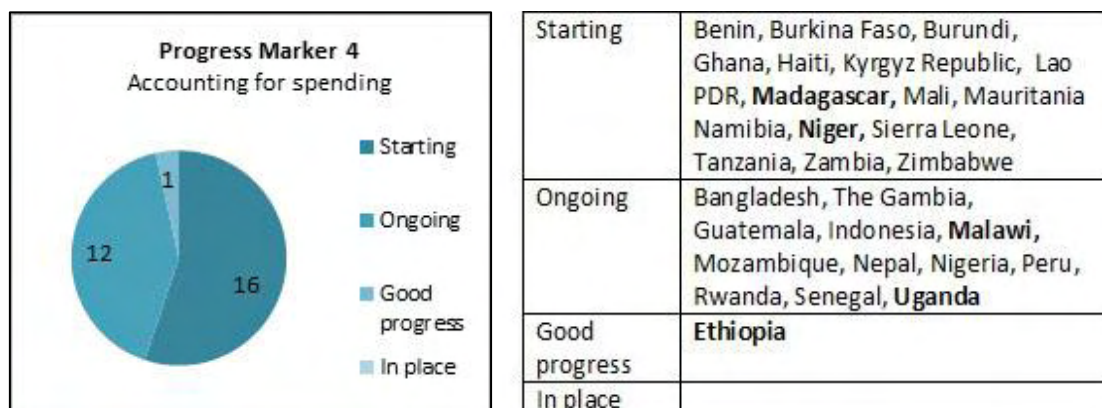 Progress Marker 4
Accounting for spending
Starting
Ongoing
Good
progress
In place
1
12
16
Starting
Benin, Burkina Faso, Burundi,
Ghana, Haiti, Kyrgyz Republic, Lao
PDR, Madagascar, Mali, Mauritania
Namibia, Niger, Sierra Leone,
Tanzania, Zambia, Zimbabwe
Ongoing
Bangladesh, The Gambia,
Guatemala, Indonesia, Malawi,
Mozambique, Nepal, Nigeria, Peru,
Rwanda, Senegal, Uganda
Good
progress
Ethiopia
In place